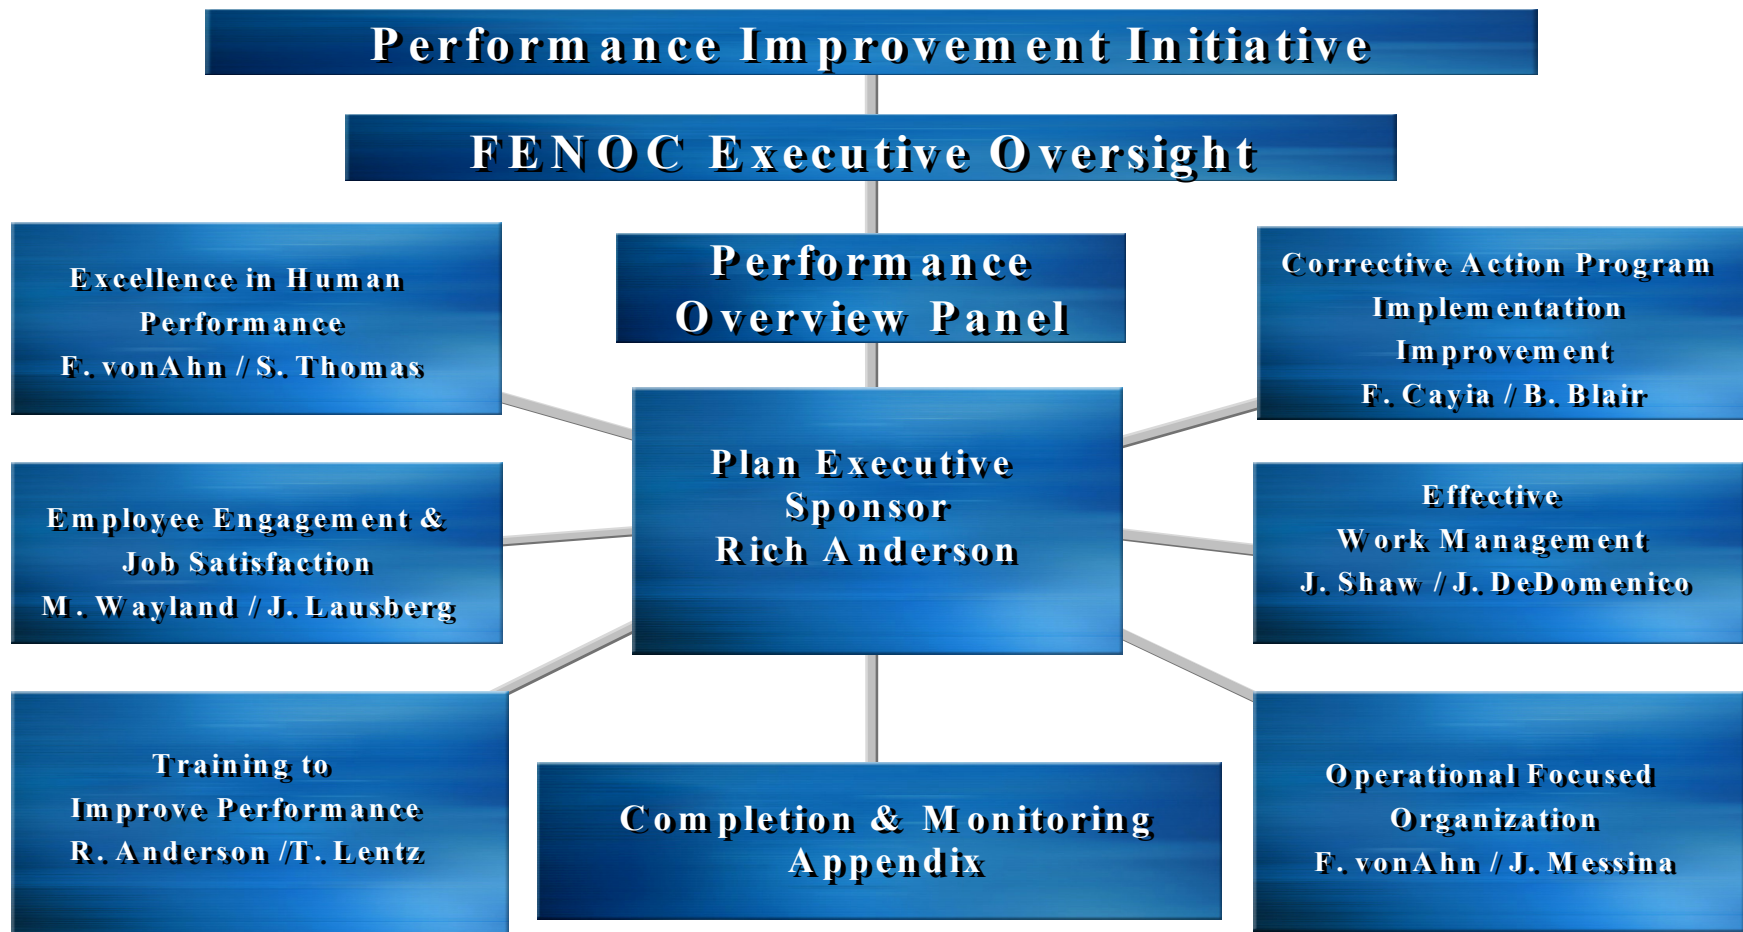 Performance Improvement Initiative
FENOC Executive Oversight
Performance
Overview Panel
Excellence in Human
Performance
F. vonAhn / S. Thomas
Corrective Action Program
Implementation
Improvement
F. Cayia / B. Blair
Plan Executive
Sponsor
Rich Anderson
Employee Engagement &
Job Satisfaction
M. Wayland / J. Lausberg
Effective
Work Management
J. Shaw / J. DeDomenico
Training to
Improve Performance
R. Anderson /T. Lentz
Completion & Monitoring
Appendix
Operational Focused
Organization
F. vonAhn / J. Messina